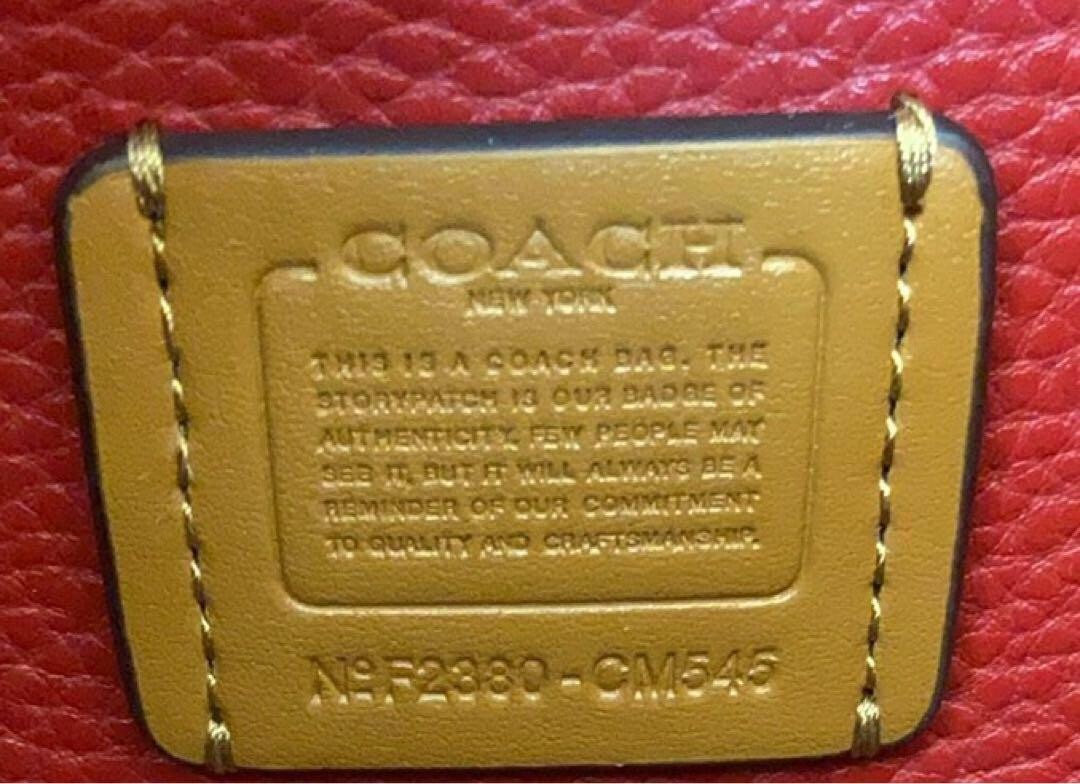 COACH
NEW YORK
THIS IS A COACH BAG. THE
STORYPATCH IS OUR BADGE OF
AUTHENTICITY. FEW PEOPLE MAY
SEE IT, BUT IT WILL ALWAYS BE A
REMINDER OF OUR COMMITMENT
TO QUALITY AND CRAFTSMANSHIP.
Nº F2380-CM545